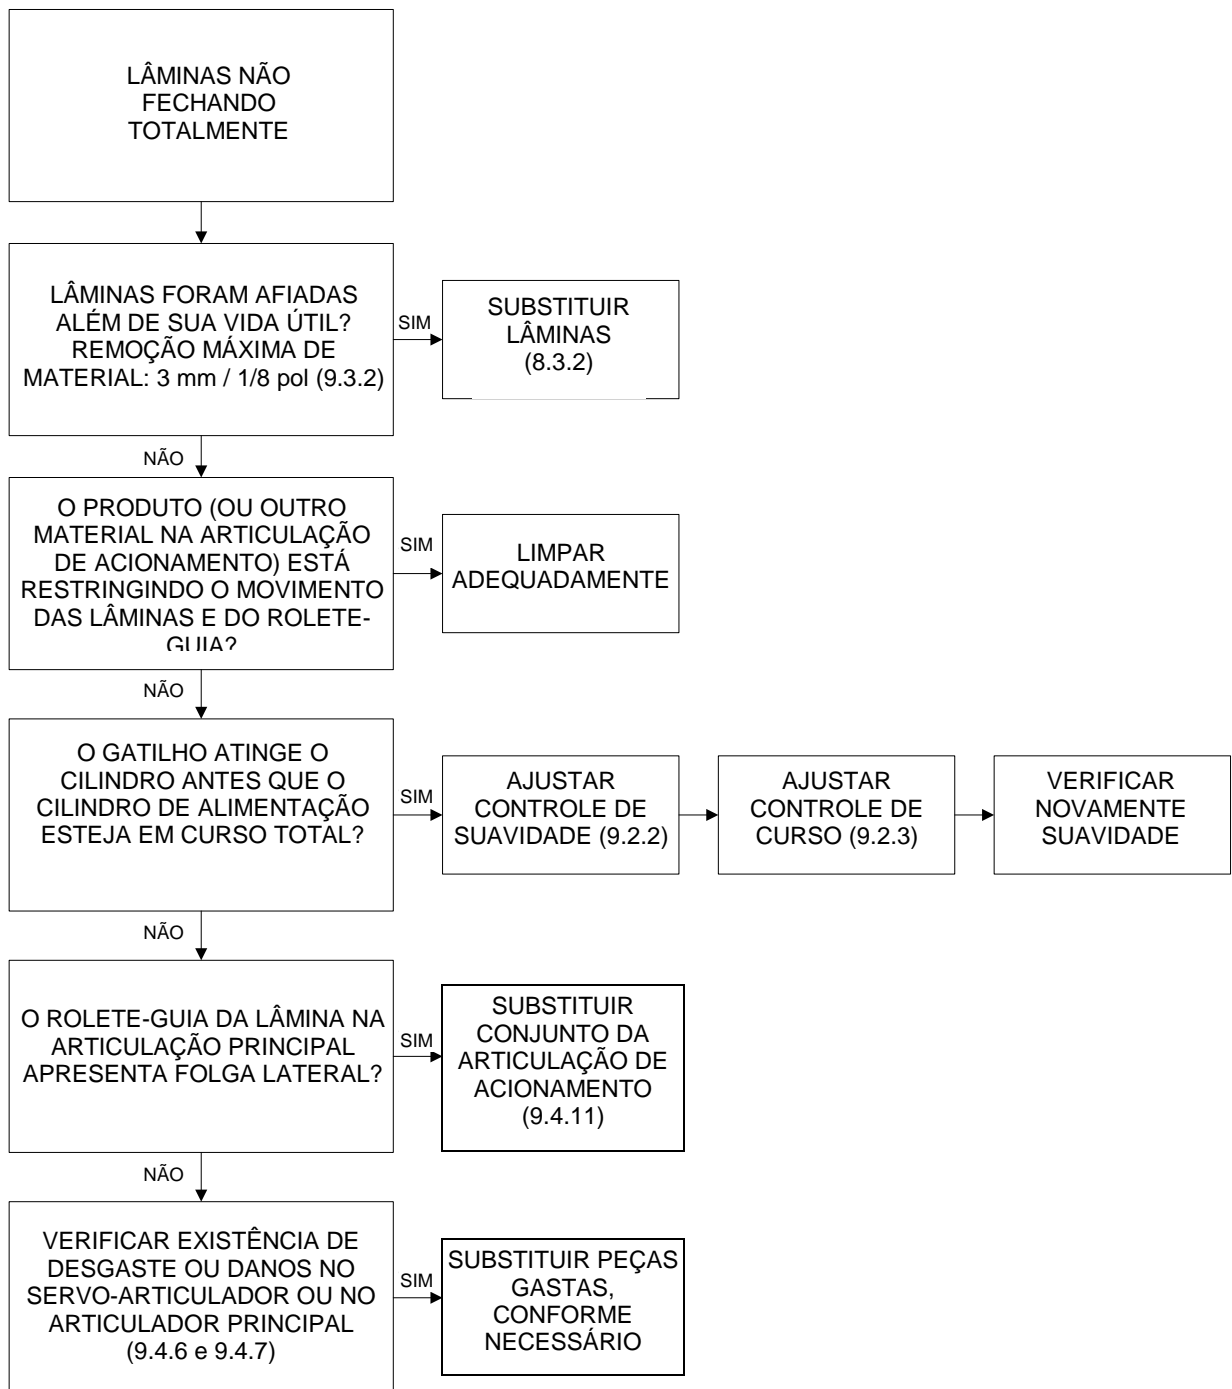 LÂMINAS NÃO
FECHANDO
TOTALMENTE
LÂMINAS FORAM AFIADAS
ALÉM DE SUA VIDA ÚTIL?
REMOÇÃO MÁXIMA DE
MATERIAL: 3 mm / 1/8 pol (9.3.2)
SIM
SUBSTITUIR
LÂMINAS
(8.3.2)
NÃO
O PRODUTO (OU OUTRO
MATERIAL NA ARTICULAÇÃO
DE ACIONAMENTO) ESTÁ
RESTRINGINDO O MOVIMENTO
DAS LÂMINAS E DO ROLETE-
GUIA?
SIM
LIMPAR
ADEQUADAMENTE
NÃO
O GATILHO ATINGE O
CILINDRO ANTES QUE O
CILINDRO DE ALIMENTAÇÃO
ESTEJA EM CURSO TOTAL?
SIM
AJUSTAR
CONTROLE DE
SUAVIDADE (9.2.2)
AJUSTAR
CONTROLE DE
CURSO (9.2.3)
VERIFICAR
NOVAMENTE
SUAVIDADE
NÃO
O ROLETE-GUIA DA LÂMINA NA
ARTICULAÇÃO PRINCIPAL
APRESENTA FOLGA LATERAL?
SIM
SUBSTITUIR
CONJUNTO DA
ARTICULAÇÃO DE
ACIONAMENTO
(9.4.11)
NÃO
VERIFICAR EXISTÊNCIA DE
DESGASTE OU DANOS NO
SERVO-ARTICULADOR OU NO
ARTICULADOR PRINCIPAL
(9.4.6 e 9.4.7)
SIM
SUBSTITUIR PEÇAS
GASTAS,
CONFORME
NECESSÁRIO